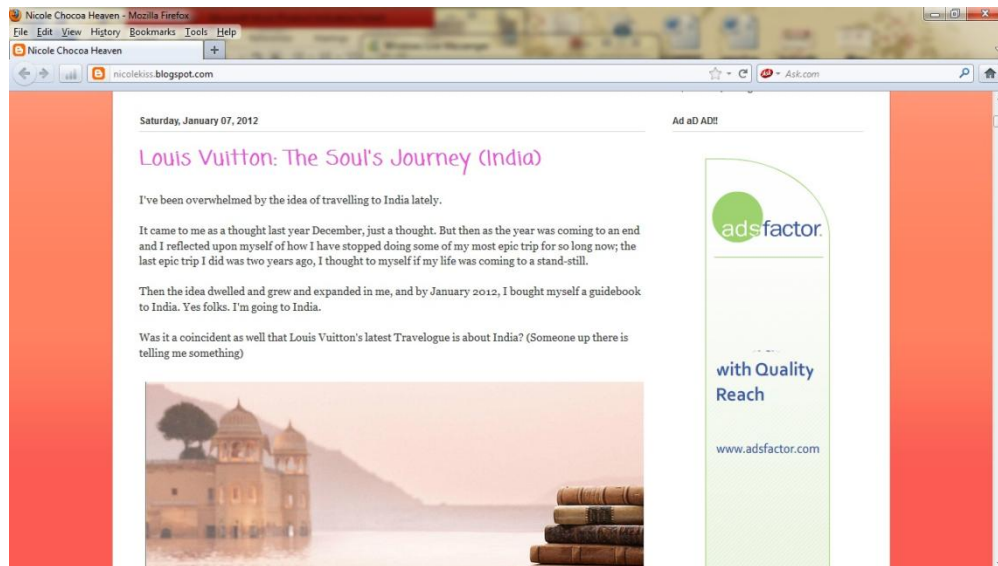 Nicole Chocoa Heaven - Mozilla Firefox
File Edit View History Bookmarks Tools Help
Nicole Chocoa Heaven
nicolekiss.blogspot.com
Ask.com
Saturday, January 07, 2012
Ad aD AD!!
Louis Vuitton: The Soul's Journey (India)
I've been overwhelmed by the idea of travelling to India lately.
It came to me as a thought last year December, just a thought. But then as the year was coming to an end
and I reflected upon myself of how I have stopped doing some of my most epic trip for so long now; the
last epic trip I did was two years ago, I thought to myself if my life was coming to a stand-still.
Then the idea dwelled and grew and expanded in me, and by January 2012, I bought myself a guidebook
to India. Yes folks. I'm going to India.
Was it a coincident as well that Louis Vuitton's latest Travelogue is about India? (Someone up there is
telling me something)
adsfactor.
with Quality
Reach
www.adsfactor.com